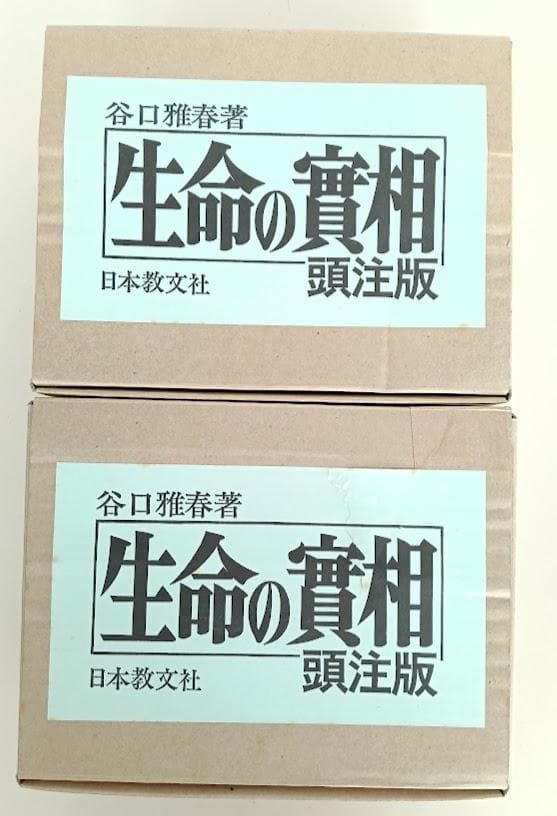 谷口雅春著
生命の實相
頭注版
日本教文社
谷口雅春著
生命の實相
頭注版
日本教文社